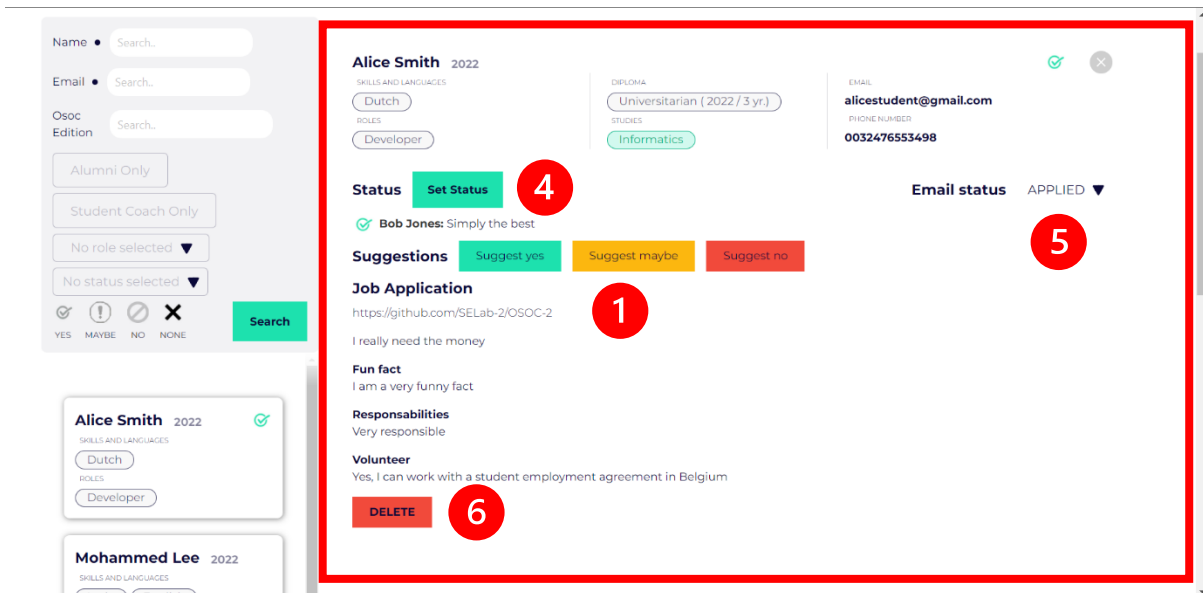 Name • Search..
Email • Search..
Osoc Edition Search..
Alumni Only
Student Coach Only
No role selected ▼
No status selected ▼
YES MAYBE NO NONE
Search
Alice Smith 2022
SKILLS AND LANGUAGES
Dutch
ROLES
Developer
Mohammed Lee 2022
SKILLS AND LANGUAGES
Alice Smith 2022
SKILLS AND LANGUAGES
Dutch
ROLES
Developer
DIPLOMA
Universitarian ( 2022 / 3 yr.)
STUDIES
Informatics
EMAIL
alicestudent@gmail.com
PHONE NUMBER
0032476553498
Status Set Status 4
Email status APPLIED ▼
5
Bob Jones: Simply the best
Suggestions Suggest yes Suggest maybe Suggest no
1
Job Application
https://github.com/SELab-2/OSOC-2
I really need the money
Fun fact
I am a very funny fact
Responsabilities
Very responsible
Volunteer
Yes, I can work with a student employment agreement in Belgium
DELETE 6